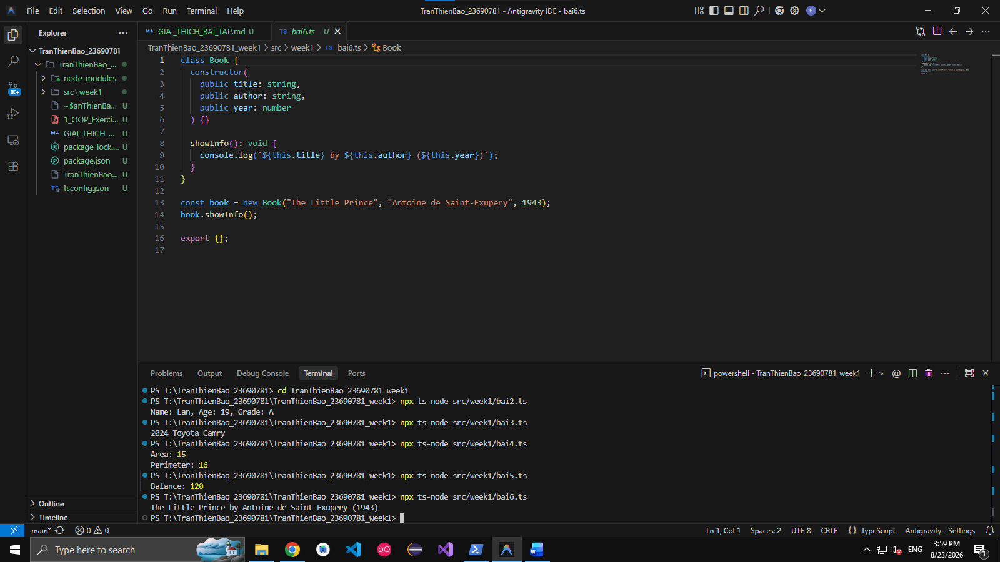 File Edit Selection View Go Run Terminal Help
TranThienBao_23690781 - Antigravity IDE - bai6.ts
B
Explorer
TranThienBao_23690781
TranThienBao_...
node_modules
src\week1
~$anThienBa... U
1_OOP_Exerci... U
GIAI_THICH_... U
package-lock.... U
package.json U
TranThienBao... U
tsconfig.json U
1K+
Outline
Timeline
GIAI_THICH_BAI_TAP.md U
TS bai6.ts U
TranThienBao_23690781_week1 > src > week1 > TS bai6.ts > Book
1 class Book {
2 constructor(
3 public title: string,
4 public author: string,
5 public year: number
6 ) {}
7
8 showInfo(): void {
9 console.log(`${this.title} by ${this.author} (${this.year})`);
10 }
11 }
12
13 const book = new Book("The Little Prince", "Antoine de Saint-Exupery", 1943);
14 book.showInfo();
15
16 export {};
17
Problems Output Debug Console Terminal Ports
powershell - TranThienBao_23690781_week1
PS T:\TranThienBao_23690781> cd TranThienBao_23690781_week1
PS T:\TranThienBao_23690781\TranThienBao_23690781_week1> npx ts-node src/week1/bai2.ts
Name: Lan, Age: 19, Grade: A
PS T:\TranThienBao_23690781\TranThienBao_23690781_week1> npx ts-node src/week1/bai3.ts
2024 Toyota Camry
PS T:\TranThienBao_23690781\TranThienBao_23690781_week1> npx ts-node src/week1/bai4.ts
Area: 15
Perimeter: 16
PS T:\TranThienBao_23690781\TranThienBao_23690781_week1> npx ts-node src/week1/bai5.ts
Balance: 120
PS T:\TranThienBao_23690781\TranThienBao_23690781_week1> npx ts-node src/week1/bai6.ts
The Little Prince by Antoine de Saint-Exupery (1943)
PS T:\TranThienBao_23690781\TranThienBao_23690781_week1>
main* 0 0
Ln 1, Col 1 Spaces: 2 UTF-8 CRLF {} TypeScript Antigravity - Settings
Type here to search
ENG
3:59 PM
8/23/2026
1